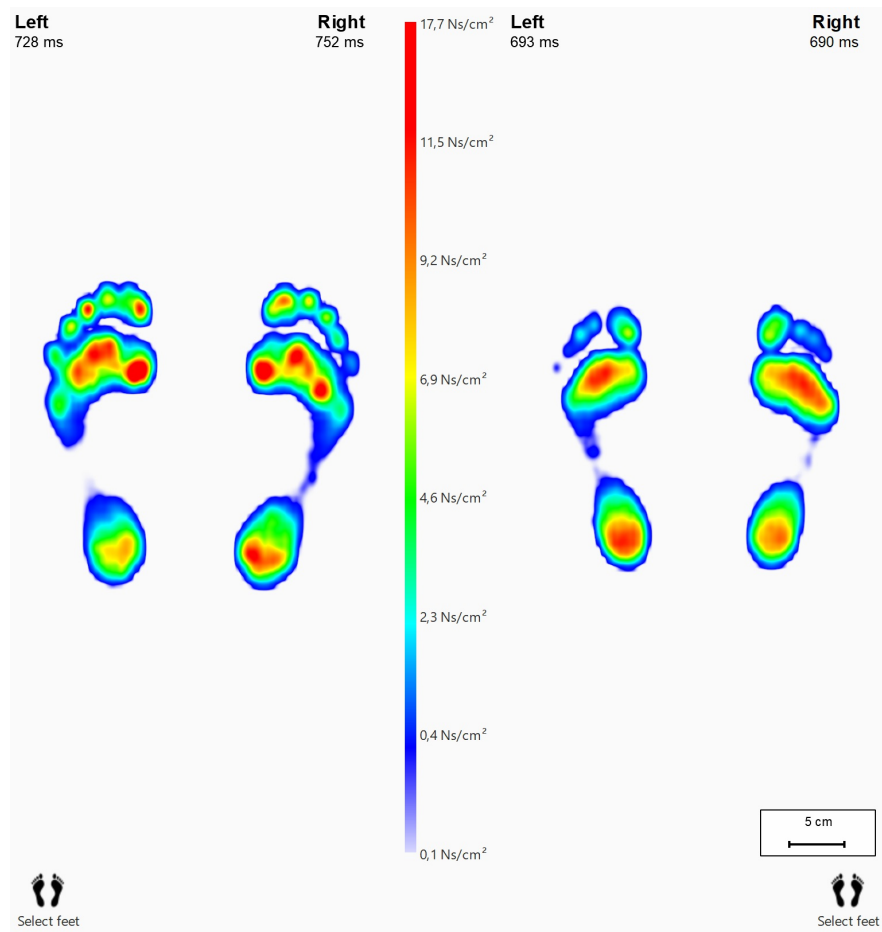 Left
728 ms
Right
752 ms
17,7 Ns/cm²
11,5 Ns/cm²
9,2 Ns/cm²
6,9 Ns/cm²
4,6 Ns/cm²
2,3 Ns/cm²
0,4 Ns/cm²
0,1 Ns/cm²
Left
693 ms
Right
690 ms
5 cm
Select feet
Select feet